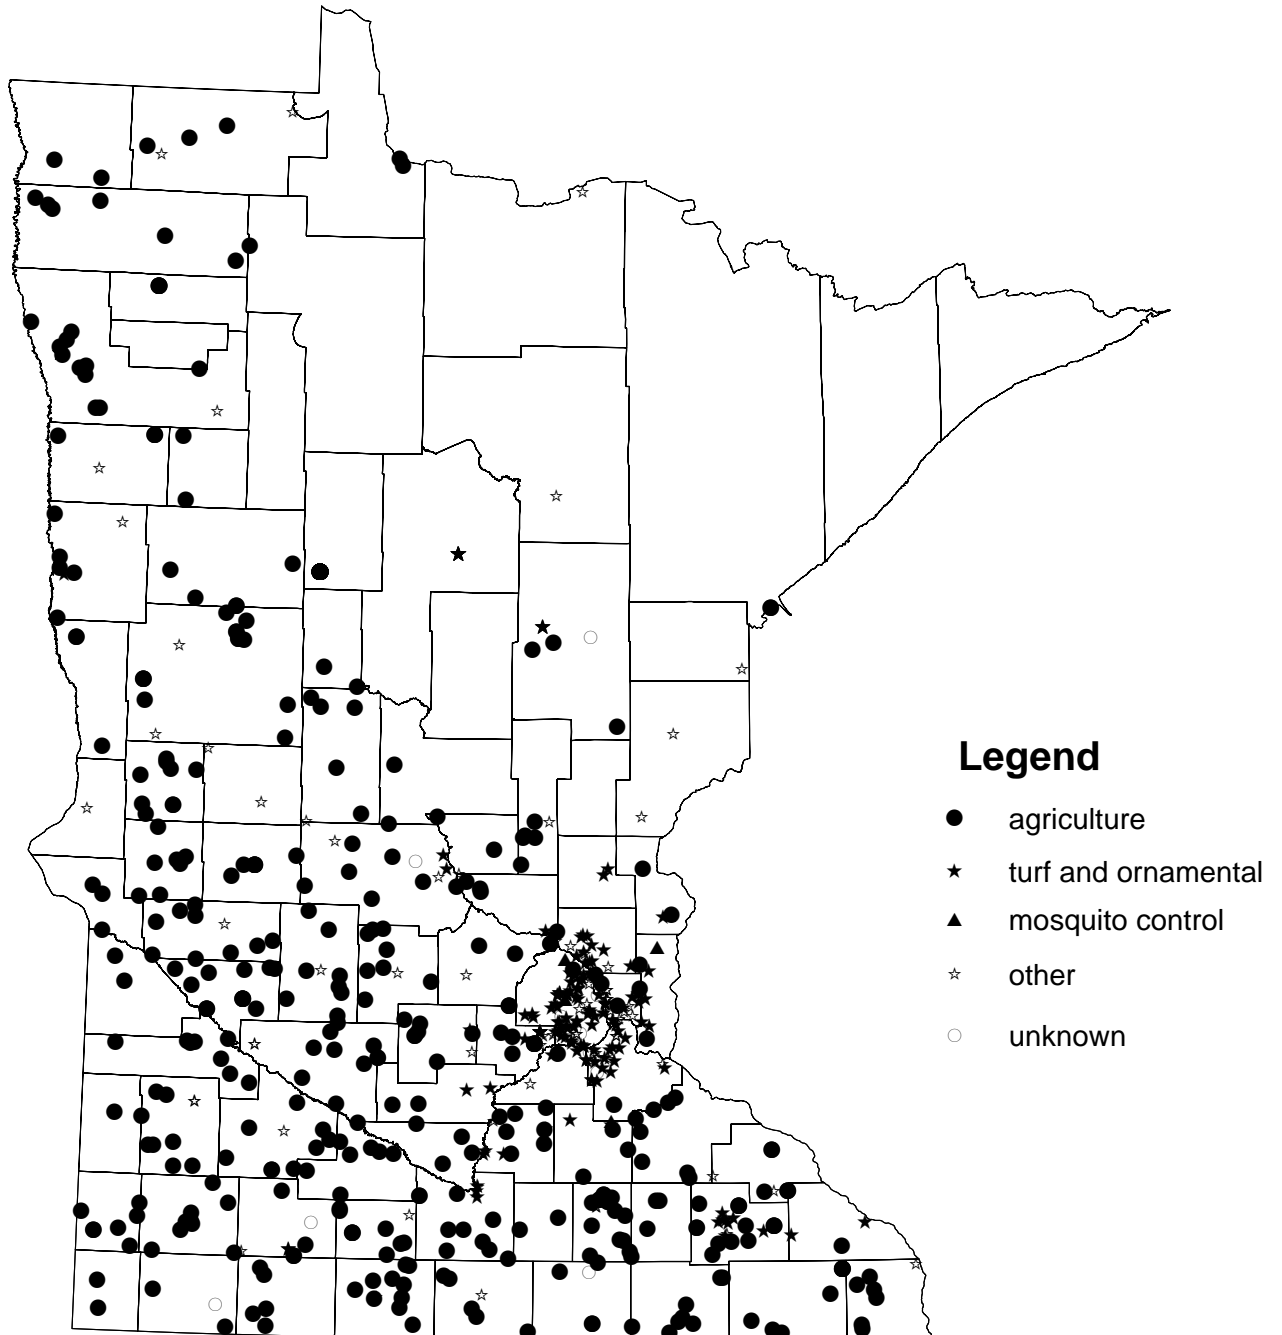 Legend
agriculture
turf and ornamental
mosquito control
other
unknown